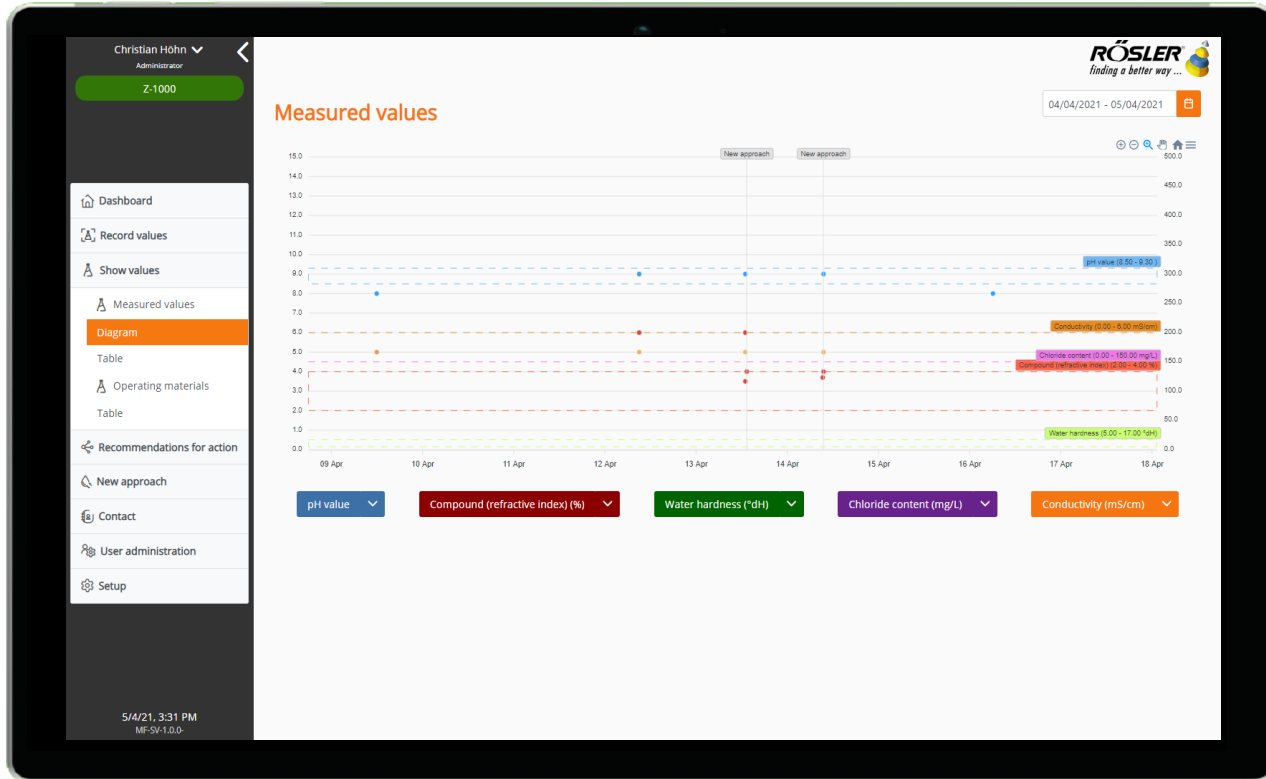 Christian Höhn
Administrator
Z-1000
Dashboard
Record values
Show values
Measured values
Diagram
Table
Operating materials
Table
Recommendations for action
New approach
Contact
User administration
Setup
5/4/21, 3:31 PM
MF-SV-1.0.0-
RÖSLER
finding a better way ...
Measured values
04/04/2021 - 05/04/2021
New approach New approach
15.0
14.0
13.0
12.0
11.0
10.0
9.0
8.0
7.0
6.0
5.0
4.0
3.0
2.0
1.0
0.0
500.0
450.0
400.0
350.0
300.0
250.0
200.0
150.0
100.0
50.0
0.0
pH value (8.50 - 9.30 )
Conductivity (0.00 - 6.00 mS/cm)
Chloride content (0.00 - 150.00 mg/L)
Compound (refractive index) (2.00 - 4.00 %)
Water hardness (5.00 - 17.00 °dH)
09 Apr 10 Apr 11 Apr 12 Apr 13 Apr 14 Apr 15 Apr 16 Apr 17 Apr 18 Apr
pH value Compound (refractive index) (%) Water hardness (°dH) Chloride content (mg/L) Conductivity (mS/cm)